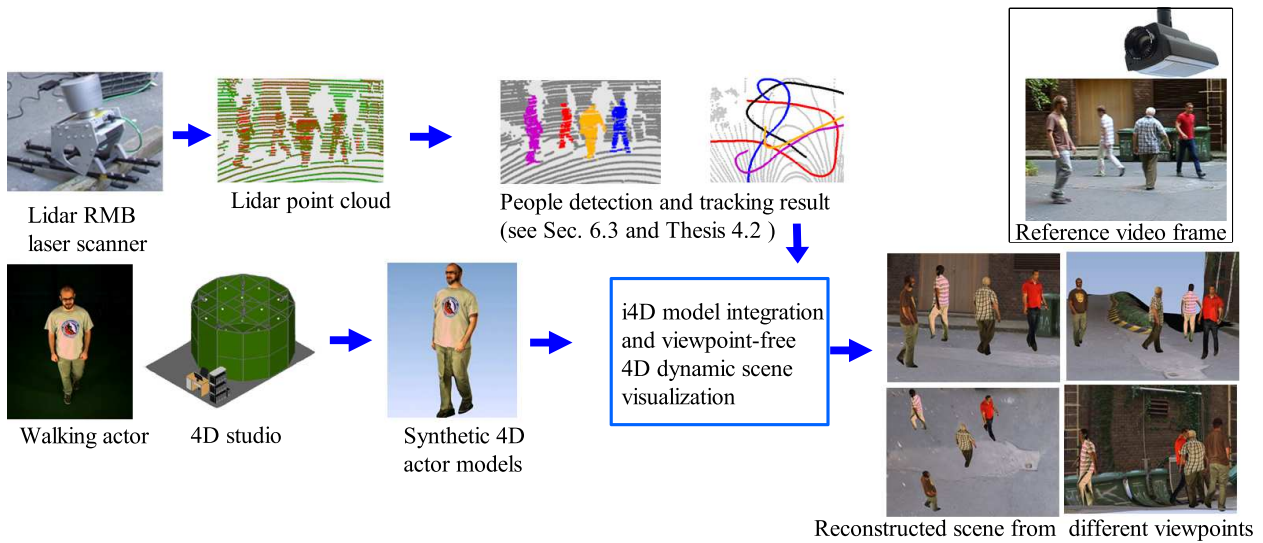 Lidar RMB
laser scanner
Lidar point cloud
People detection and tracking result
(see Sec. 6.3 and Thesis 4.2 )
Reference video frame
Walking actor
4D studio
Synthetic 4D
actor models
i4D model integration
and viewpoint-free
4D dynamic scene
visualization
Reconstructed scene from different viewpoints